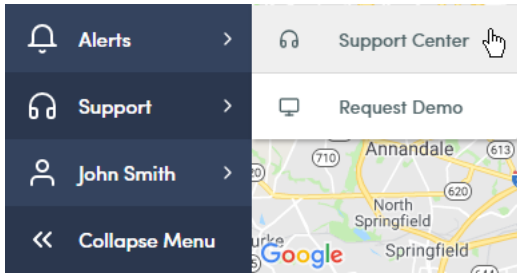 Alerts
Support
John Smith
Collapse Menu
Support Center
Request Demo
710
Annandale
613
620
North
Springfield
Springfield
Google